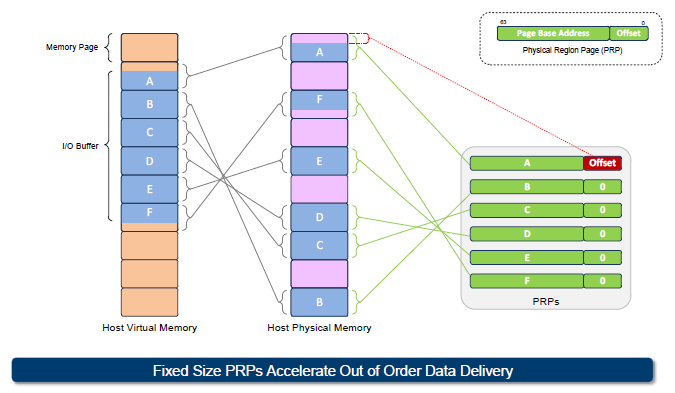 63
0
Page Base Address
Offset
Physical Region Page (PRP)
Memory Page
I/O Buffer
A
B
C
D
E
F
Host Virtual Memory
A
F
E
D
C
B
Host Physical Memory
A
Offset
B
0
C
0
D
0
E
0
F
0
PRPs
Fixed Size PRPs Accelerate Out of Order Data Delivery